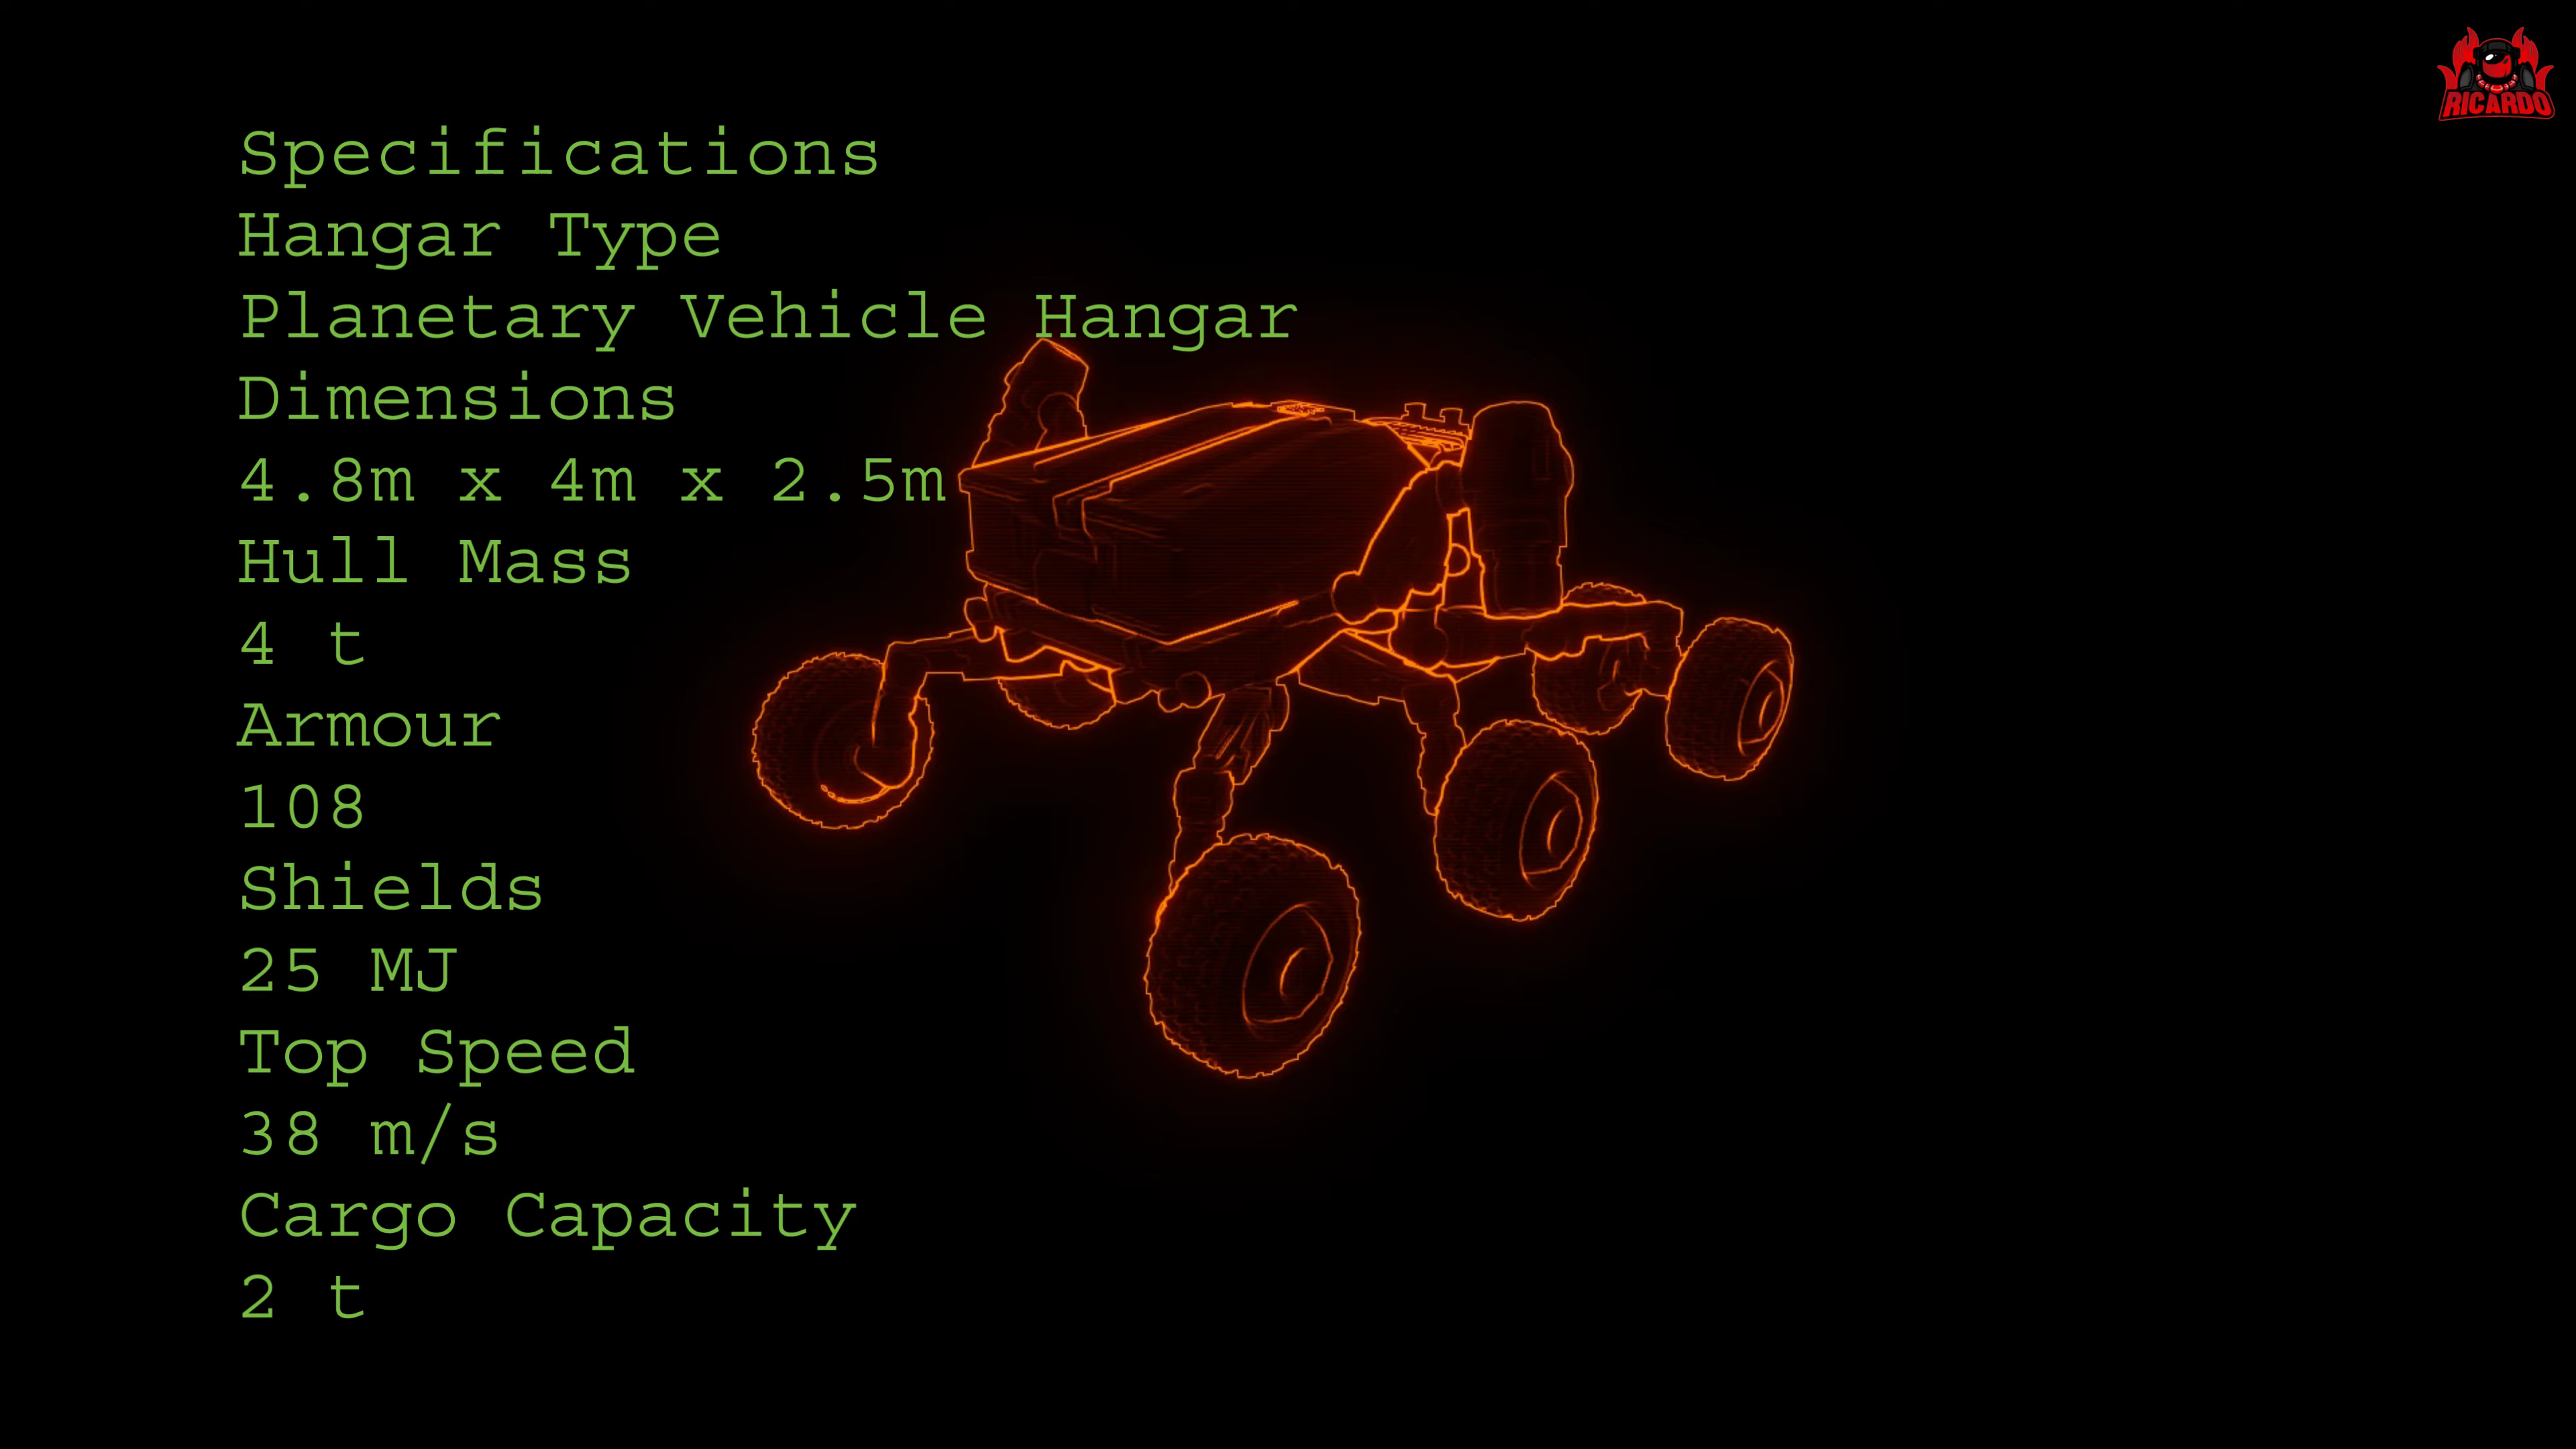 RICARDO
Specifications
Hangar Type
Planetary Vehicle Hangar
Dimensions
4.8m x 4m x 2.5m
Hull Mass
4 t
Armour
108
Shields
25 MJ
Top Speed
38 m/s
Cargo Capacity
2 t